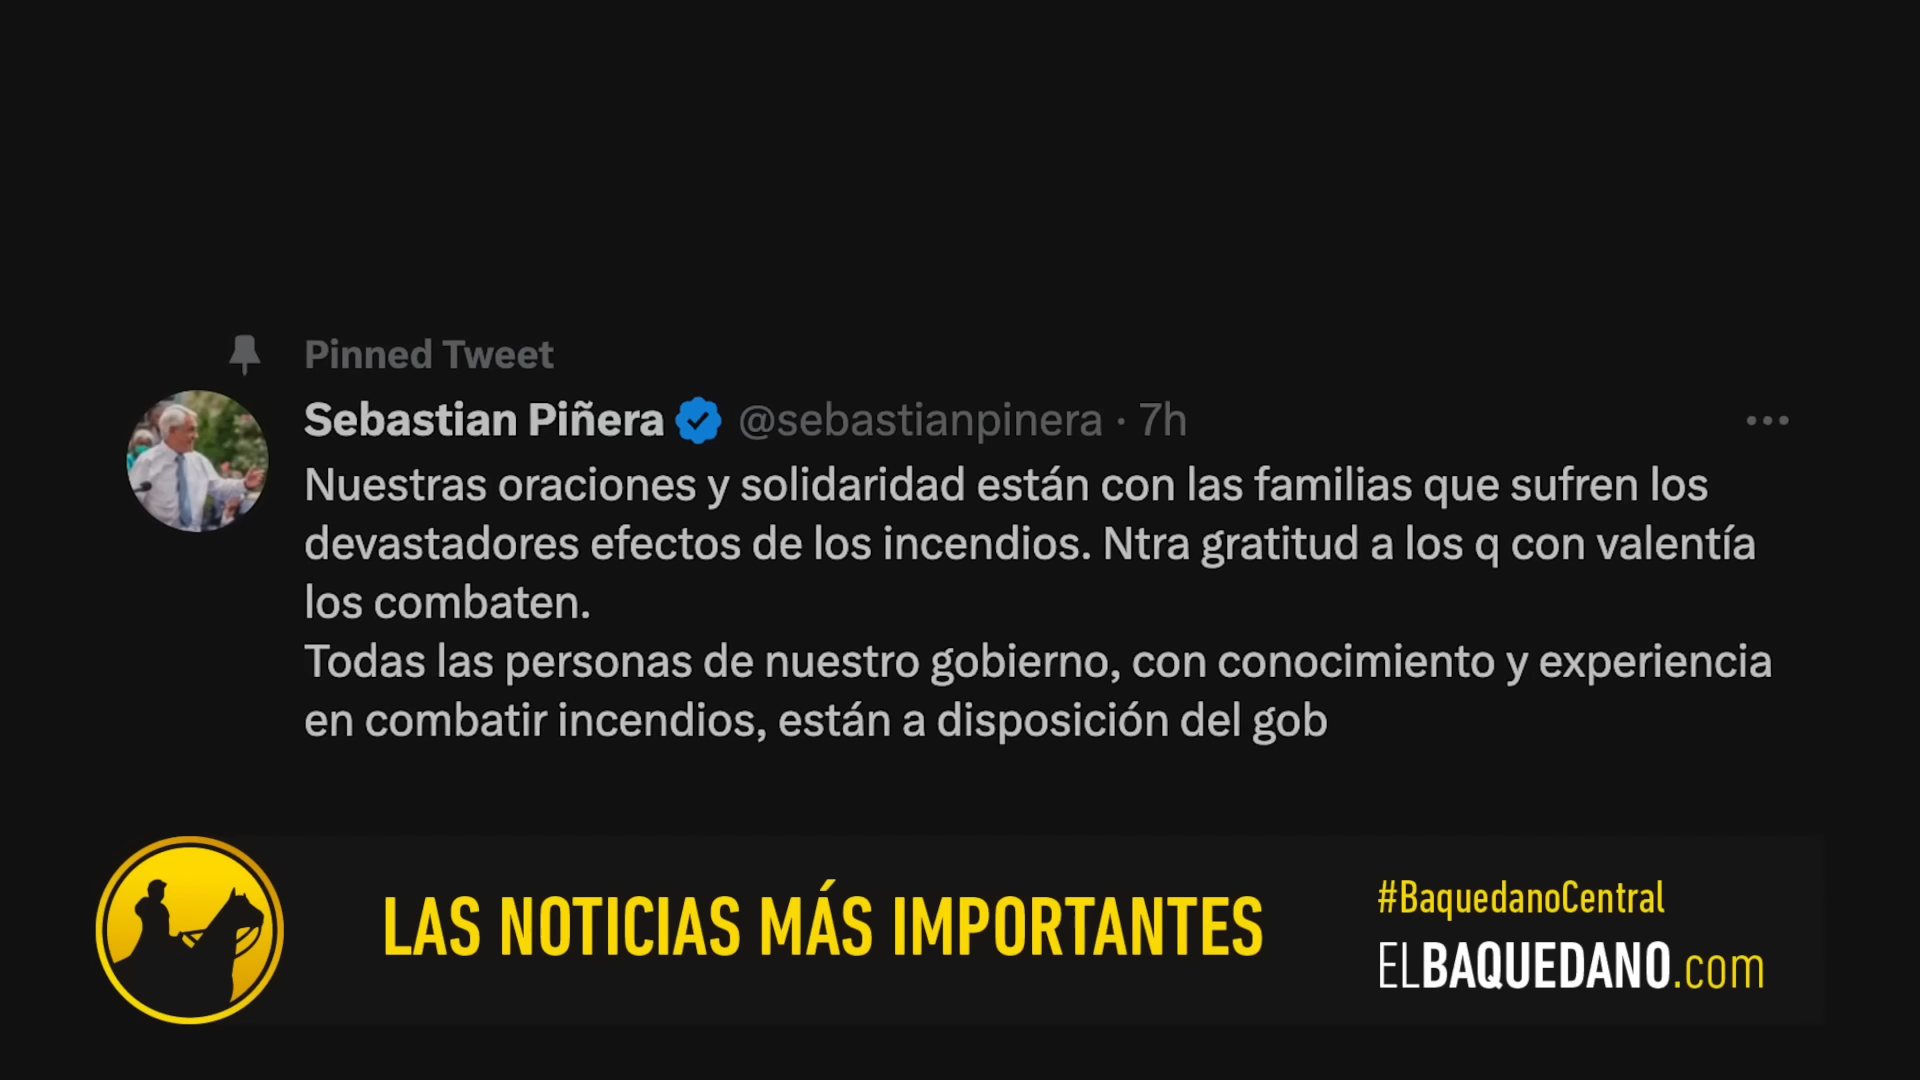 Pinned Tweet
Sebastian Piñera @sebastianpinera · 7h
Nuestras oraciones y solidaridad están con las familias que sufren los
devastadores efectos de los incendios. Ntra gratitud a los q con valentía
los combaten.
Todas las personas de nuestro gobierno, con conocimiento y experiencia
en combatir incendios, están a disposición del gob
LAS NOTICIAS MÁS IMPORTANTES
#BaquedanoCentral
ELBAQUEDANO.com